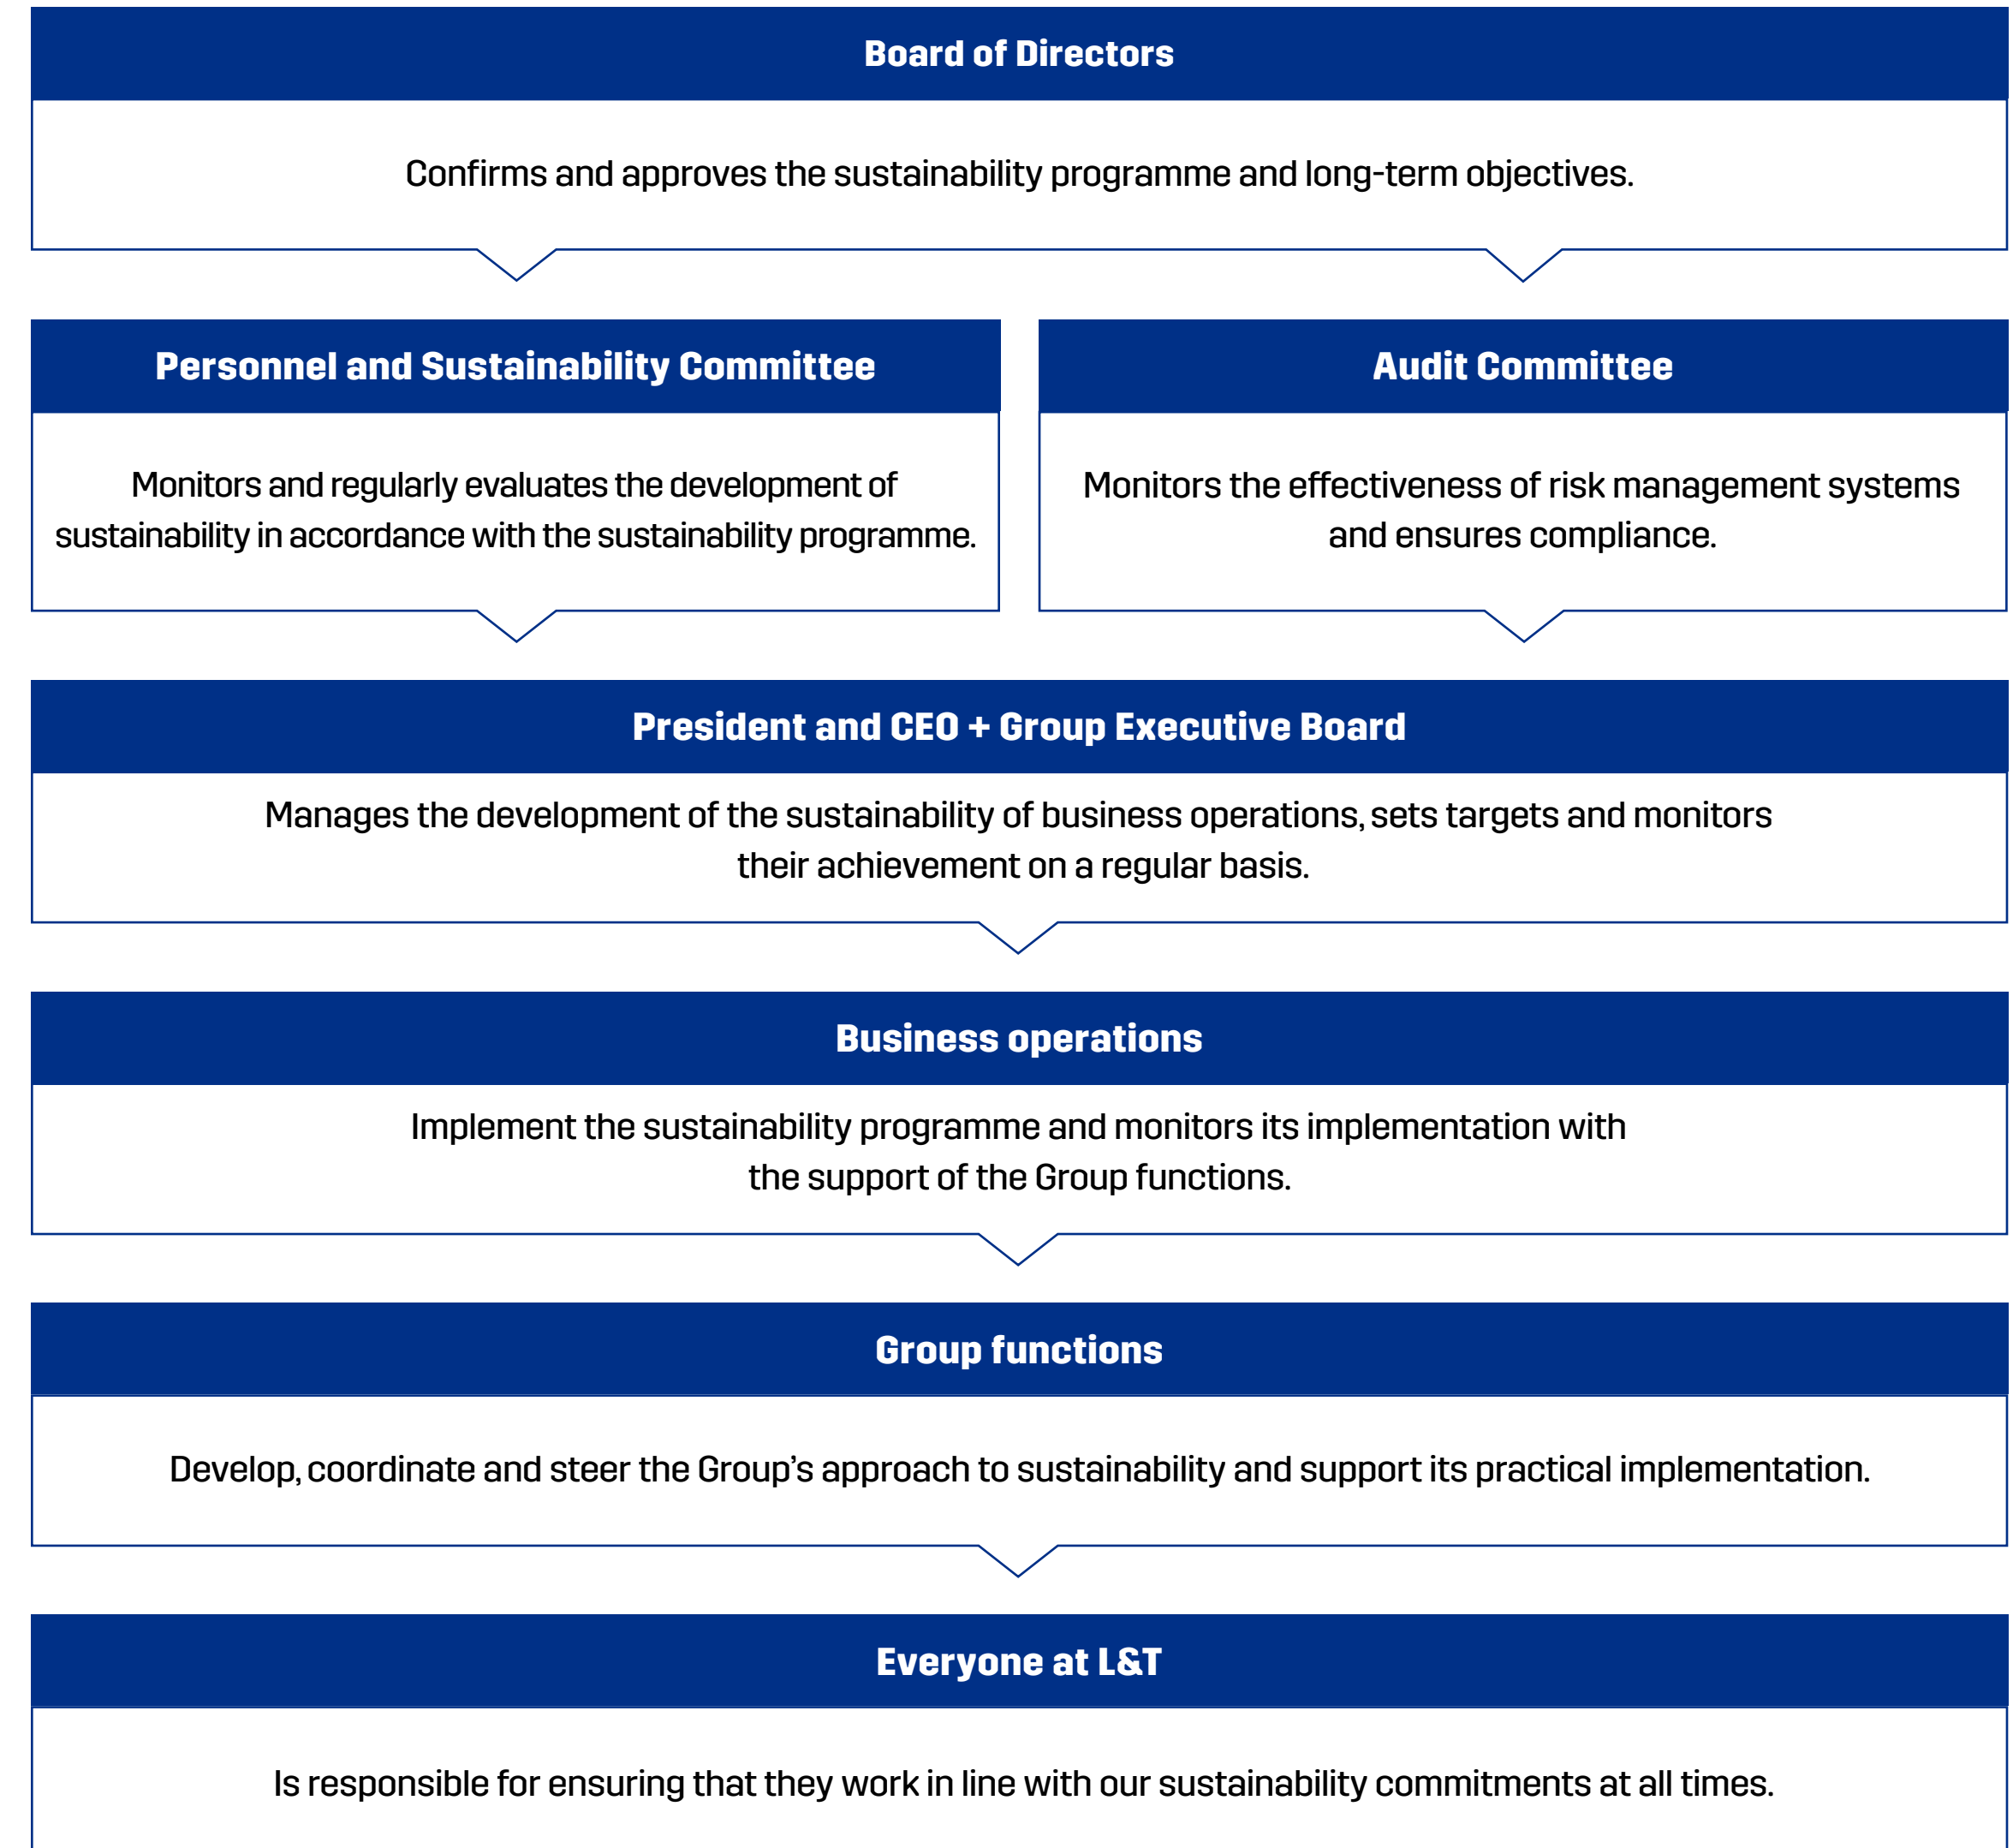 Board of Directors
Confirms and approves the sustainability programme and long-term objectives.
Personnel and Sustainability Committee
Monitors and regularly evaluates the development of
sustainability in accordance with the sustainability programme.
Audit Committee
Monitors the effectiveness of risk management systems
and ensures compliance.
President and CEO + Group Executive Board
Manages the development of the sustainability of business operations, sets targets and monitors
their achievement on a regular basis.
Business operations
Implement the sustainability programme and monitors its implementation with
the support of the Group functions.
Group functions
Develop, coordinate and steer the Group’s approach to sustainability and support its practical implementation.
Everyone at L&T
Is responsible for ensuring that they work in line with our sustainability commitments at all times.